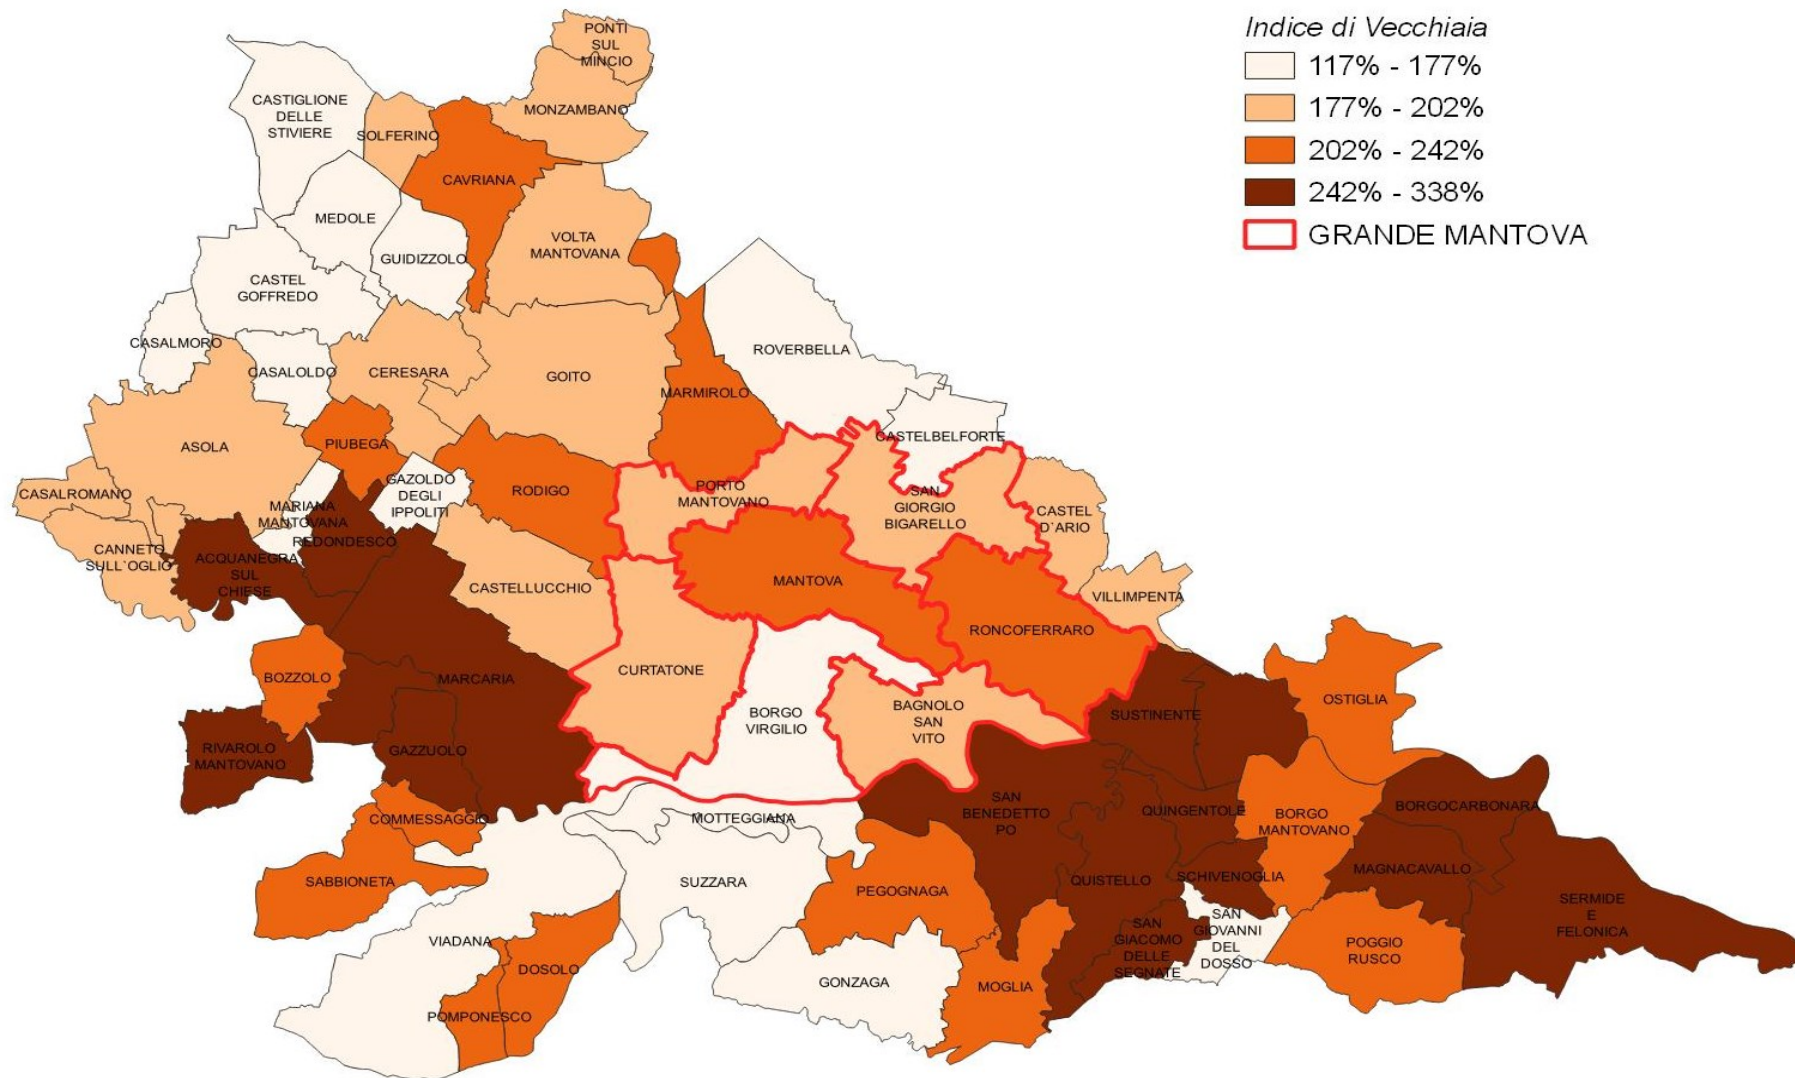 Indice di Vecchiaia
117% - 177%
177% - 202%
202% - 242%
242% - 338%
GRANDE MANTOVA
PONTI
SUL
MINCIO
MONZAMBANO
CASTIGLIONE
DELLE
STIVIERE
SOLFERINO
CAVRIANA
MEDOLE
GUIDIZZOLO
VOLTA
MANTOVANA
CASTEL
GOFFREDO
CASALMORO
CASALOLDO
CERESARA
GOITO
MARMIROLO
ROVERBELLA
CASTELBELFORTE
ASOLA
PIUBEGA
CASALROMANO
MARIANA
MANTOVANA
GAZOLDO
DEGLI
IPPOLITI
RODIGO
PORTO
MANTOVANO
SAN
GIORGIO
BIGARELLO
CASTEL
D`ARIO
CANNETO
SULL`OGLIO
ACQUANEGRA
SUL
CHIESE
REDONDESCO
CASTELLUCCHIO
MANTOVA
VILLIMPENTA
RONCOFERRARO
BOZZOLO
MARCARIA
CURTATONE
BORGO
VIRGILIO
BAGNOLO
SAN
VITO
SUSTINENTE
OSTIGLIA
RIVAROLO
MANTOVANO
GAZZUOLO
COMMESSAGGIO
MOTTEGGIANA
SAN
BENEDETTO
PO
QUINGENTOLE
BORGO
MANTOVANO
BORGOCARBONARA
SABBIONETA
SUZZARA
PEGOGNAGA
QUISTELLO
SCHIVENOGLIA
MAGNACAVALLO
SERMIDE
E
FELONICA
VIADANA
DOSOLO
POMPONESCO
GONZAGA
MOGLIA
SAN
GIACOMO
DELLE
SEGNATE
SAN
GIOVANNI
DEL
DOSSO
POGGIO
RUSCO